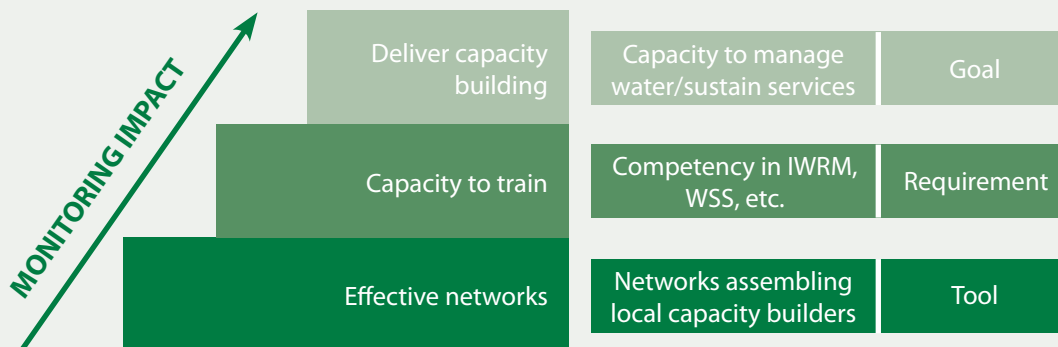 MONITORING IMPACT
Deliver capacity
building
Capacity to manage
water/sustain services
Goal
Capacity to train
Competency in IWRM,
WSS, etc.
Requirement
Effective networks
Networks assembling
local capacity builders
Tool